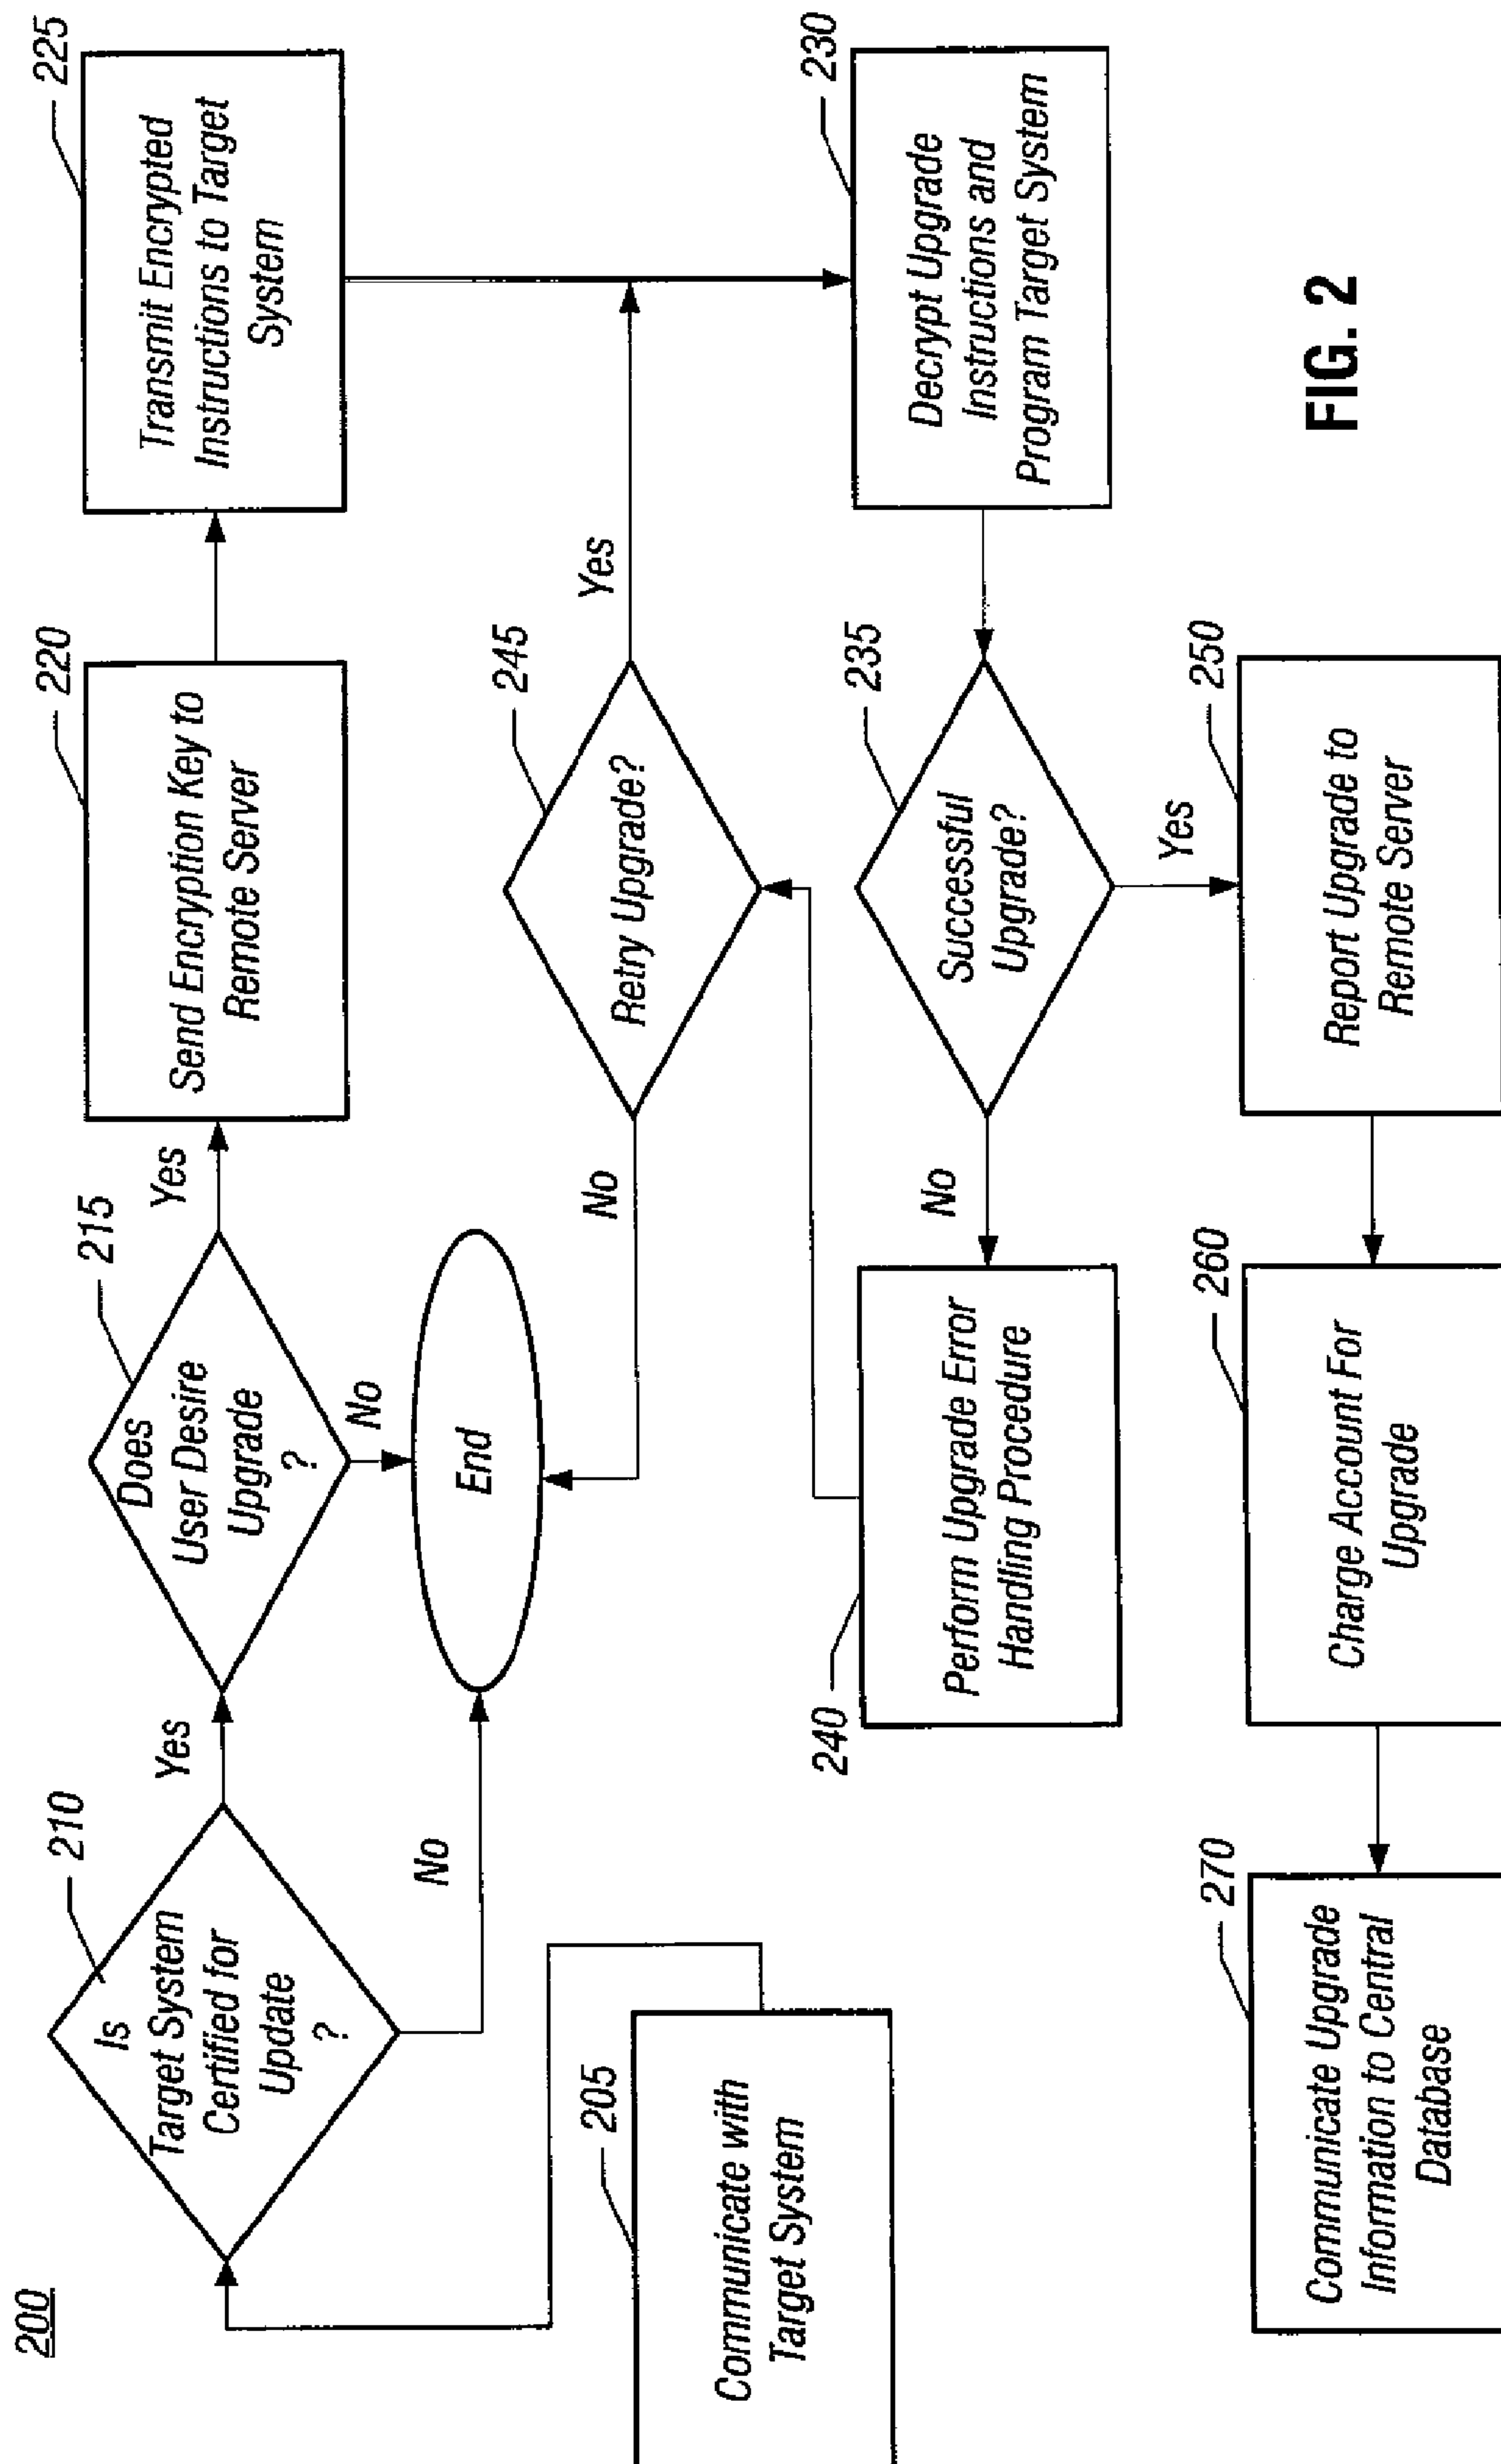 200
205
Communicate with
Target System
210
Is
Target System
Certified for
Update
?
Yes
No
215
Does
User Desire
Upgrade
?
Yes
No
End
220
Send Encryption Key to
Remote Server
225
Transmit Encrypted
Instructions to Target
System
245
Retry Upgrade?
Yes
No
230
Decrypt Upgrade
Instructions and
Program Target System
235
Successful
Upgrade?
No
Yes
240
Perform Upgrade Error
Handling Procedure
250
Report Upgrade to
Remote Server
260
Charge Account For
Upgrade
270
Communicate Upgrade
Information to Central
Database
FIG. 2